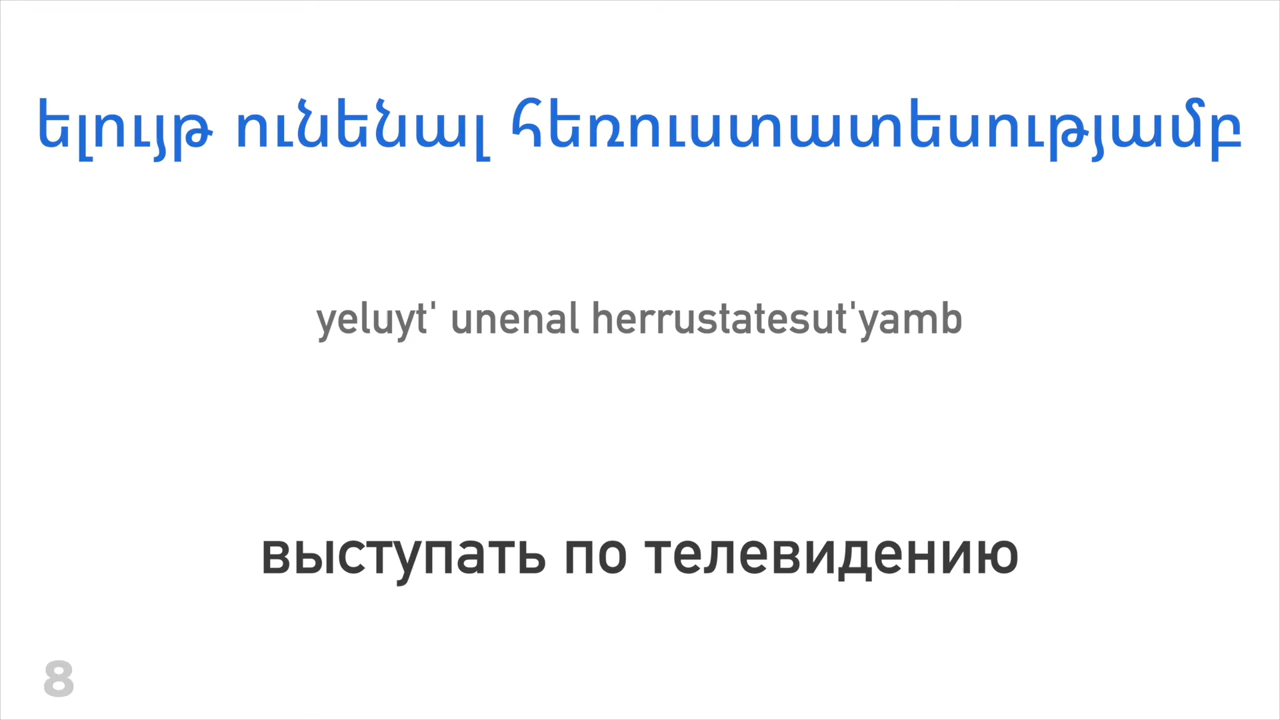 ելույթ ունենալ հեռուստատեսությամբ
yeluyt' unenal herrustatesut'yamb
выступать по телевидению
8